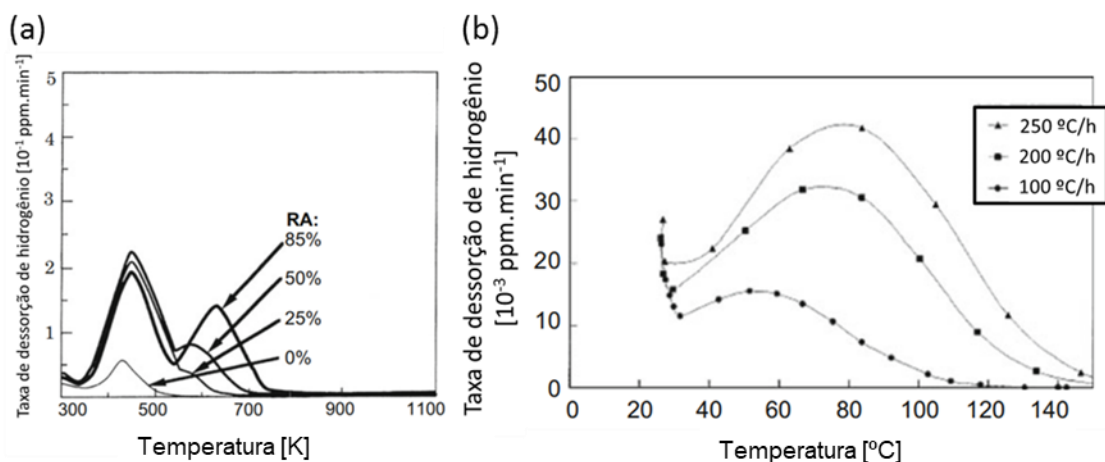 (a)
Taxa de dessorção de hidrogênio [10⁻¹ ppm.min⁻¹]
5
4
3
2
1
RA:
85%
50%
25%
0%
300 500 700 900 1100
Temperatura [K]
(b)
Taxa de dessorção de hidrogênio
[10⁻³ ppm.min⁻¹]
50
40
30
20
10
0
250 ºC/h
200 ºC/h
100 ºC/h
0 20 40 60 80 100 120 140
Temperatura [ºC]